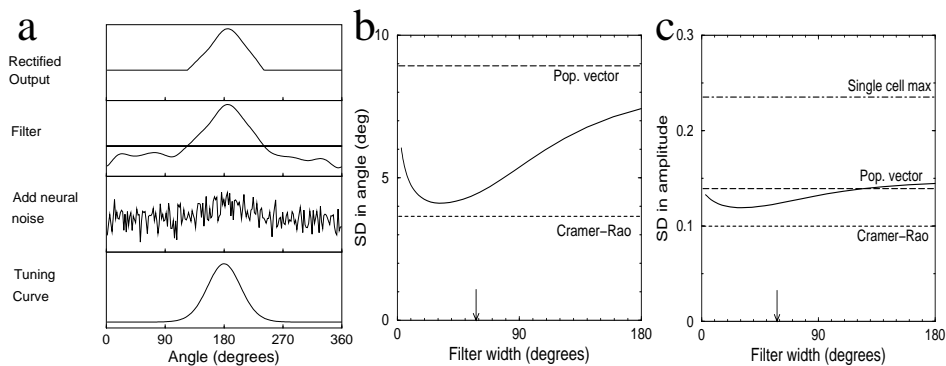 a
Rectified
Output
Filter
Add neural
noise
Tuning
Curve
0 90 180 270 360
Angle (degrees)
b
10
5
0
SD in angle (deg)
Pop. vector
Cramer−Rao
0 90 180
Filter width (degrees)
c
0.3
0.2
0.1
0
SD in amplitude
Single cell max
Pop. vector
Cramer−Rao
0 90 180
Filter width (degrees)